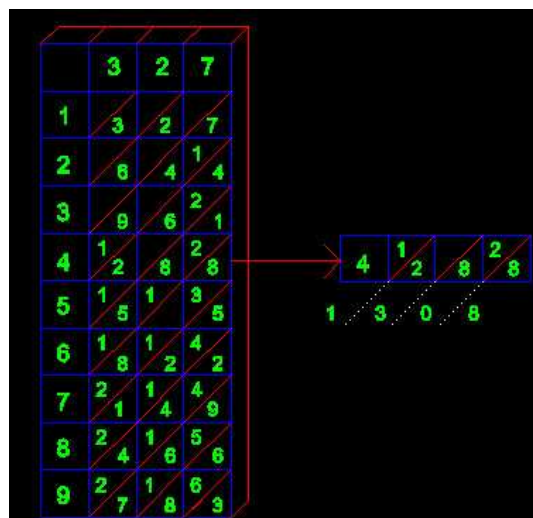 3 2 7
1 3 2 7
2 6 4 1 4
3 9 6 2 1
4 1 2 8 2 8
5 1 5 1 3 5
6 1 8 1 2 4 2
7 2 1 1 4 4 9
8 2 4 1 6 5 6
9 2 7 1 8 6 3
4 1 2 8 2 8
1 3 0 8